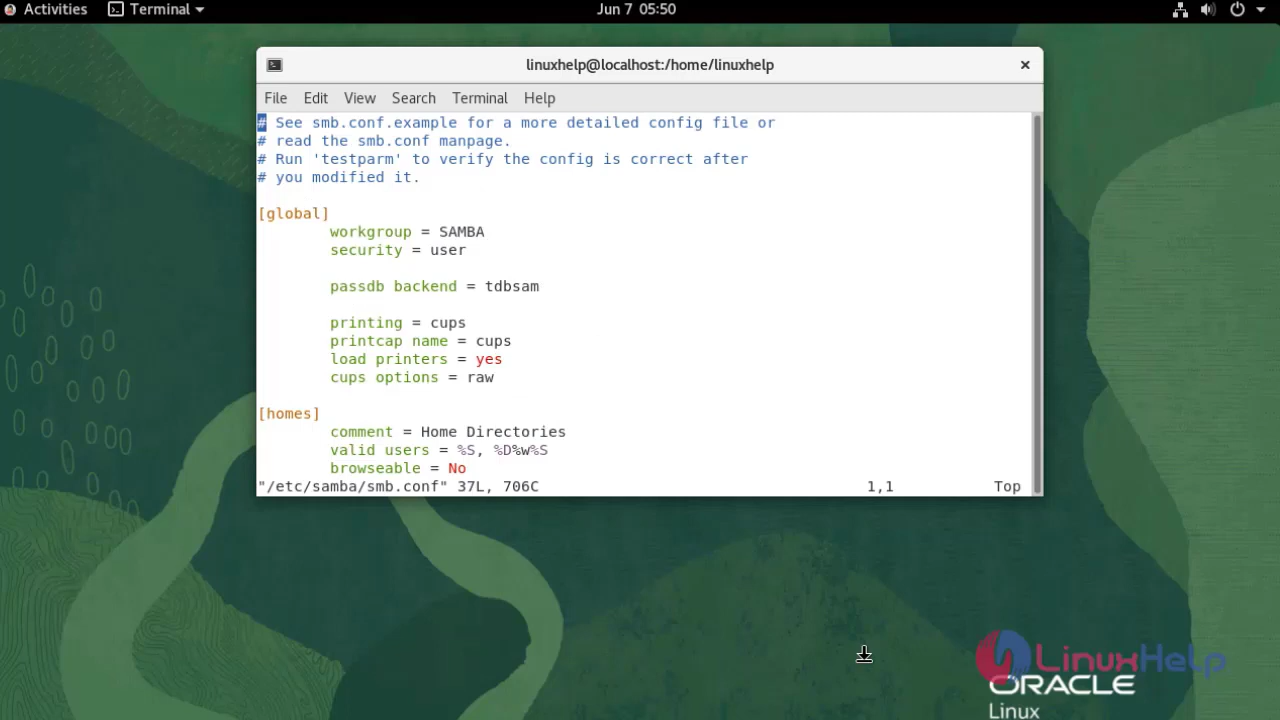 Activities Terminal Jun 7 05:50
linuxhelp@localhost:/home/linuxhelp
File Edit View Search Terminal Help
# See smb.conf.example for a more detailed config file or
# read the smb.conf manpage.
# Run 'testparm' to verify the config is correct after
# you modified it.
[global]
workgroup = SAMBA
security = user
passdb backend = tdbsam
printing = cups
printcap name = cups
load printers = yes
cups options = raw
[homes]
comment = Home Directories
valid users = %S, %D%w%S
browseable = No
"/etc/samba/smb.conf" 37L, 706C 1,1 Top
LinuxHelp
ORACLE
Linux